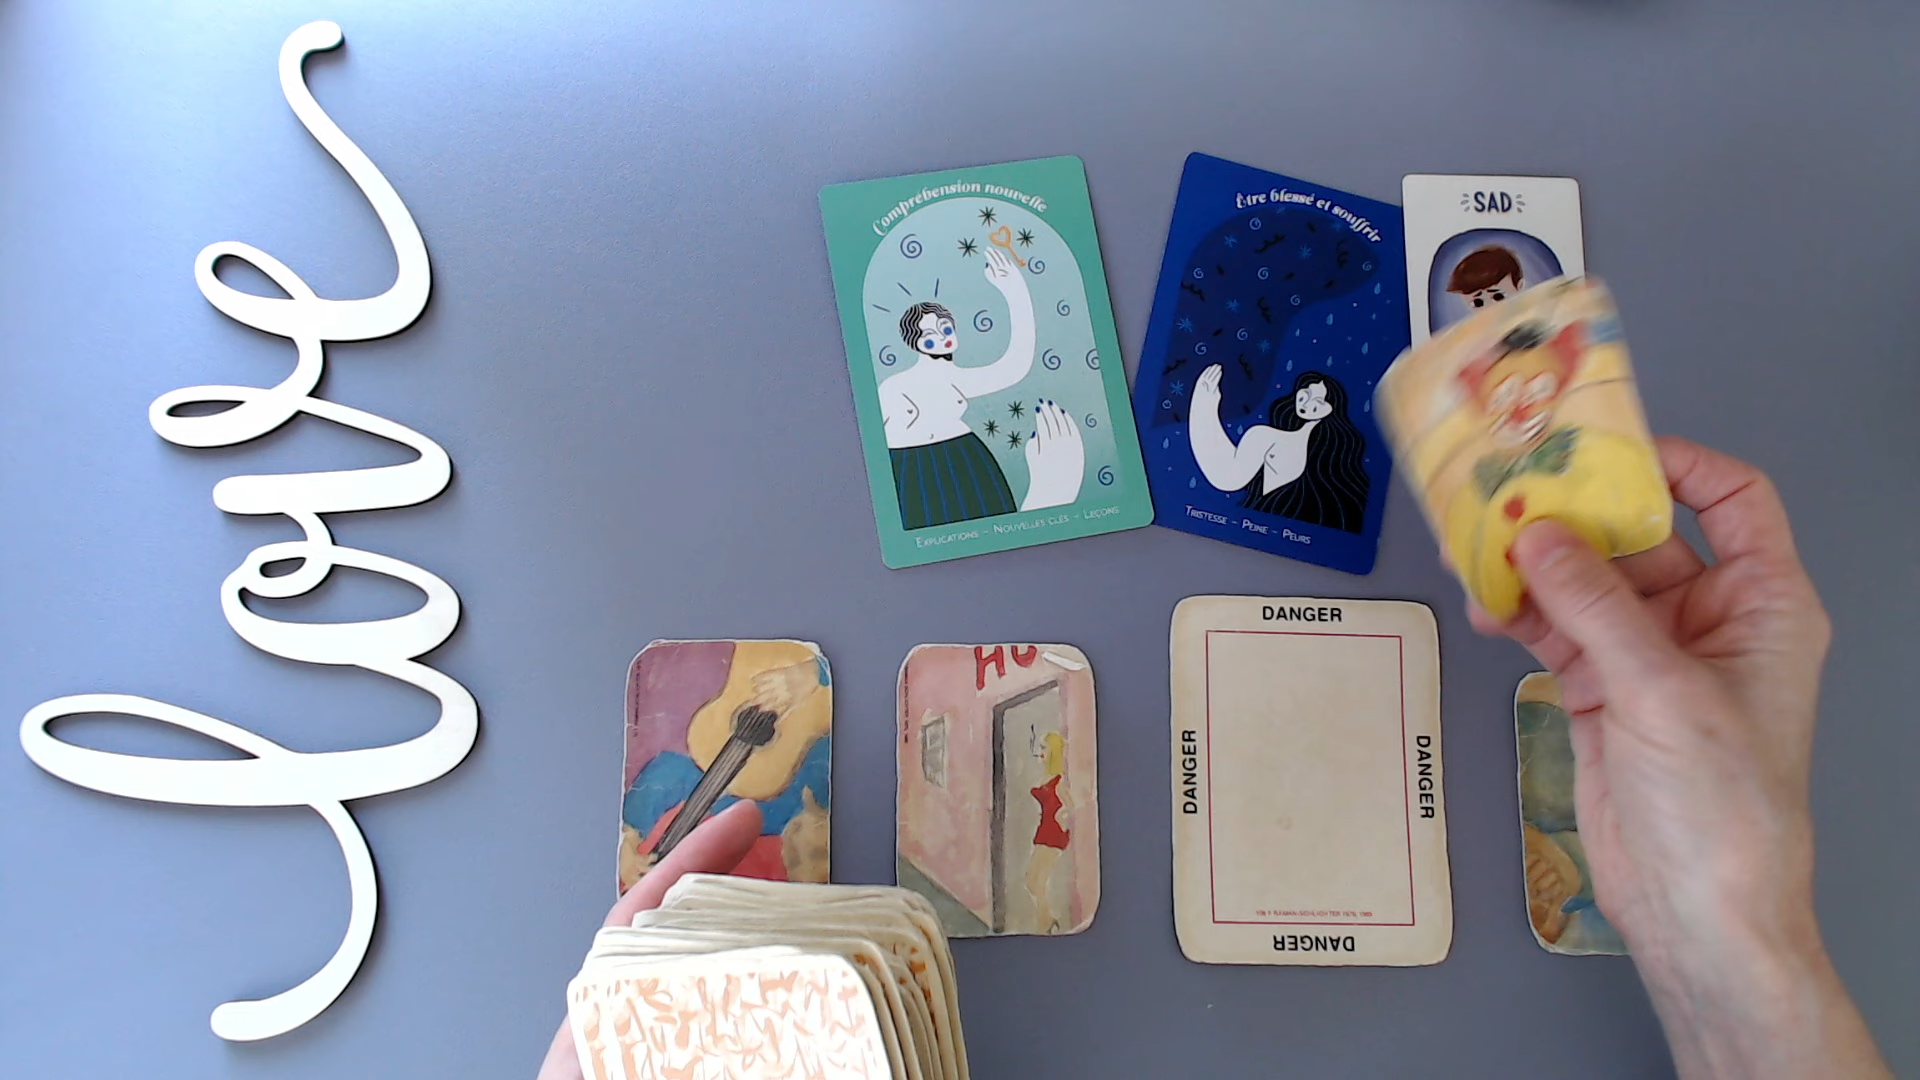 love
Compréhension nouvelle
Explications - Nouvelles clés - Leçons
Être blessé et souffrir
Tristesse - Peine - Peurs
SAD
HO
DANGER
DANGER
DANGER
DANGER